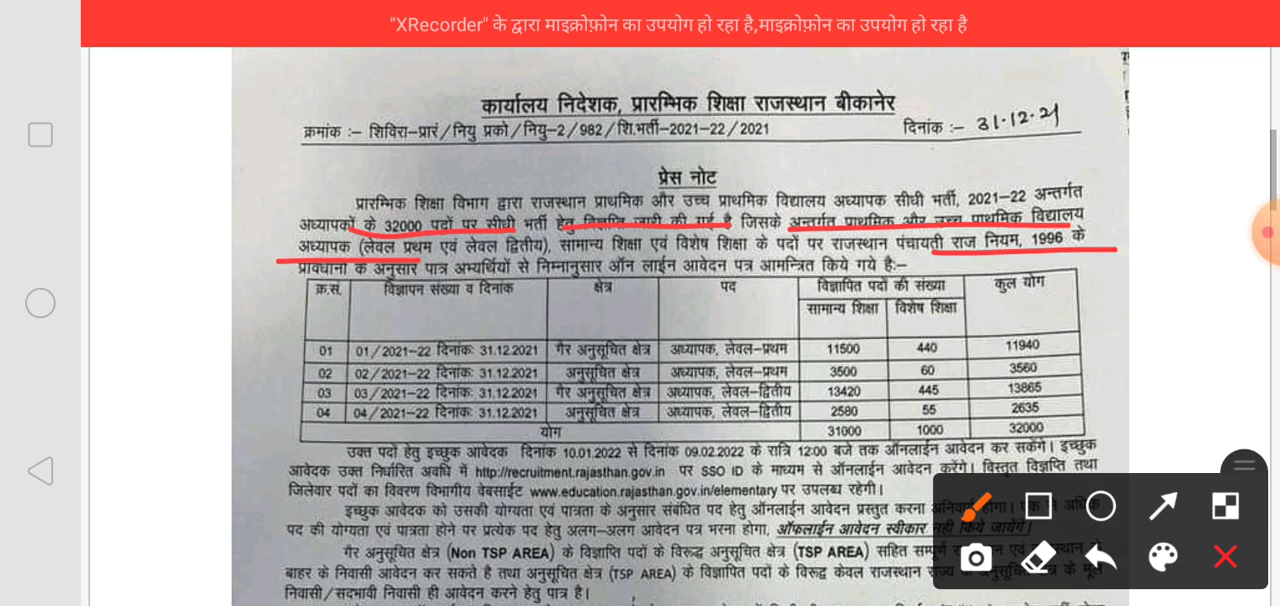 "XRecorder" के द्वारा माइक्रोफ़ोन का उपयोग हो रहा है,माइक्रोफ़ोन का उपयोग हो रहा है
कार्यालय निदेशक, प्रारम्भिक शिक्षा राजस्थान बीकानेर
क्रमांक :– शिविरा–प्रारं/नियु प्रको/नियु–2/982/शि.भर्ती–2021–22/2021 दिनांक :– 31.12.21
प्रेस नोट
प्रारम्भिक शिक्षा विभाग द्वारा राजस्थान प्राथमिक और उच्च प्राथमिक विद्यालय अध्यापक सीधी भर्ती, 2021–22 अन्तर्गत
अध्यापकों के 32000 पदों पर सीधी भर्ती हेतु विज्ञप्ति जारी की गई है जिसके अन्तर्गत प्राथमिक और उच्च प्राथमिक विद्यालय
अध्यापक (लेवल प्रथम एवं लेवल द्वितीय), सामान्य शिक्षा एवं विशेष शिक्षा के पदों पर राजस्थान पंचायती राज नियम, 1996 के
प्रावधानों के अनुसार पात्र अभ्यर्थियों से निम्नानुसार ऑन लाईन आवेदन पत्र आमन्त्रित किये गये है:–
क्र.सं. विज्ञापन संख्या व दिनांक क्षेत्र पद विज्ञापित पदों की संख्या कुल योग
सामान्य शिक्षा विशेष शिक्षा
01 01/2021–22 दिनांक: 31.12.2021 गैर अनुसूचित क्षेत्र अध्यापक, लेवल–प्रथम 11500 440 11940
02 02/2021–22 दिनांक: 31.12.2021 अनुसूचित क्षेत्र अध्यापक, लेवल–प्रथम 3500 60 3560
03 03/2021–22 दिनांक: 31.12.2021 गैर अनुसूचित क्षेत्र अध्यापक, लेवल–द्वितीय 13420 445 13865
04 04/2021–22 दिनांक: 31.12.2021 अनुसूचित क्षेत्र अध्यापक, लेवल–द्वितीय 2580 55 2635
योग 31000 1000 32000
उक्त पदों हेतु इच्छुक आवेदक दिनांक 10.01.2022 से दिनांक 09.02.2022 के रात्रि 12:00 बजे तक ऑनलाईन आवेदन कर सकेंगे। इच्छुक
आवेदक उक्त निर्धारित अवधि में http://recruitment.rajasthan.gov.in पर SSO ID के माध्यम से ऑनलाईन आवेदन करेंगे। विस्तृत विज्ञप्ति तथा
जिलेवार पदों का विवरण विभागीय वेबसाईट www.education.rajasthan.gov.in/elementary पर उपलब्ध रहेगी।
इच्छुक आवेदक को उसकी योग्यता एवं पात्रता के अनुसार संबंधित पद हेतु ऑनलाईन आवेदन प्रस्तुत करना अनिवार्य होगा। एक से अधिक
पद की योग्यता एवं पात्रता होने पर प्रत्येक पद हेतु अलग–अलग आवेदन पत्र भरना होगा, ऑफलाईन आवेदन स्वीकार नहीं किये जायेंगे।
गैर अनुसूचित क्षेत्र (Non TSP AREA) के विज्ञापित पदों के विरूद्ध अनुसूचित क्षेत्र (TSP AREA) सहित सम्पूर्ण
बाहर के निवासी आवेदन कर सकते है तथा अनुसूचित क्षेत्र (TSP AREA) के विज्ञापित पदों के विरूद्ध केवल राजस्थान राज्य के मूल
निवासी/सदभावी निवासी ही आवेदन करने हेतु पात्र है।